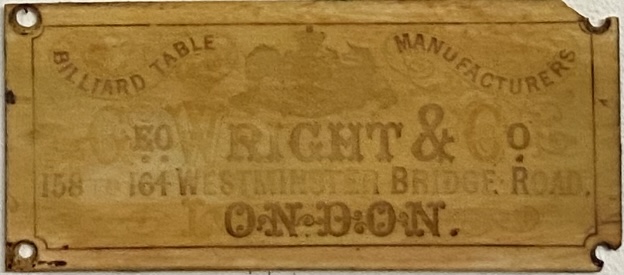 BILLIARD TABLE MANUFACTURERS
GEO WRIGHT & Co
158 TO 164 WESTMINSTER BRIDGE ROAD,
LONDON.